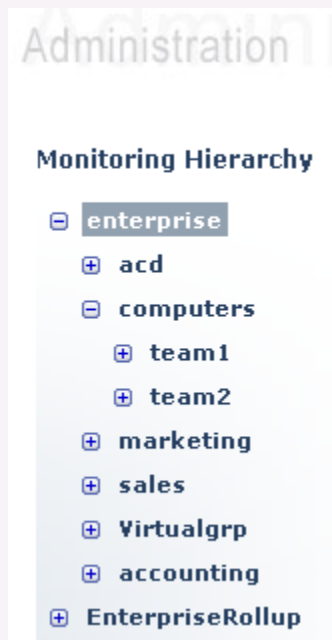 Administration
Monitoring Hierarchy
enterprise
acd
computers
team1
team2
marketing
sales
Virtualgrp
accounting
EnterpriseRollup